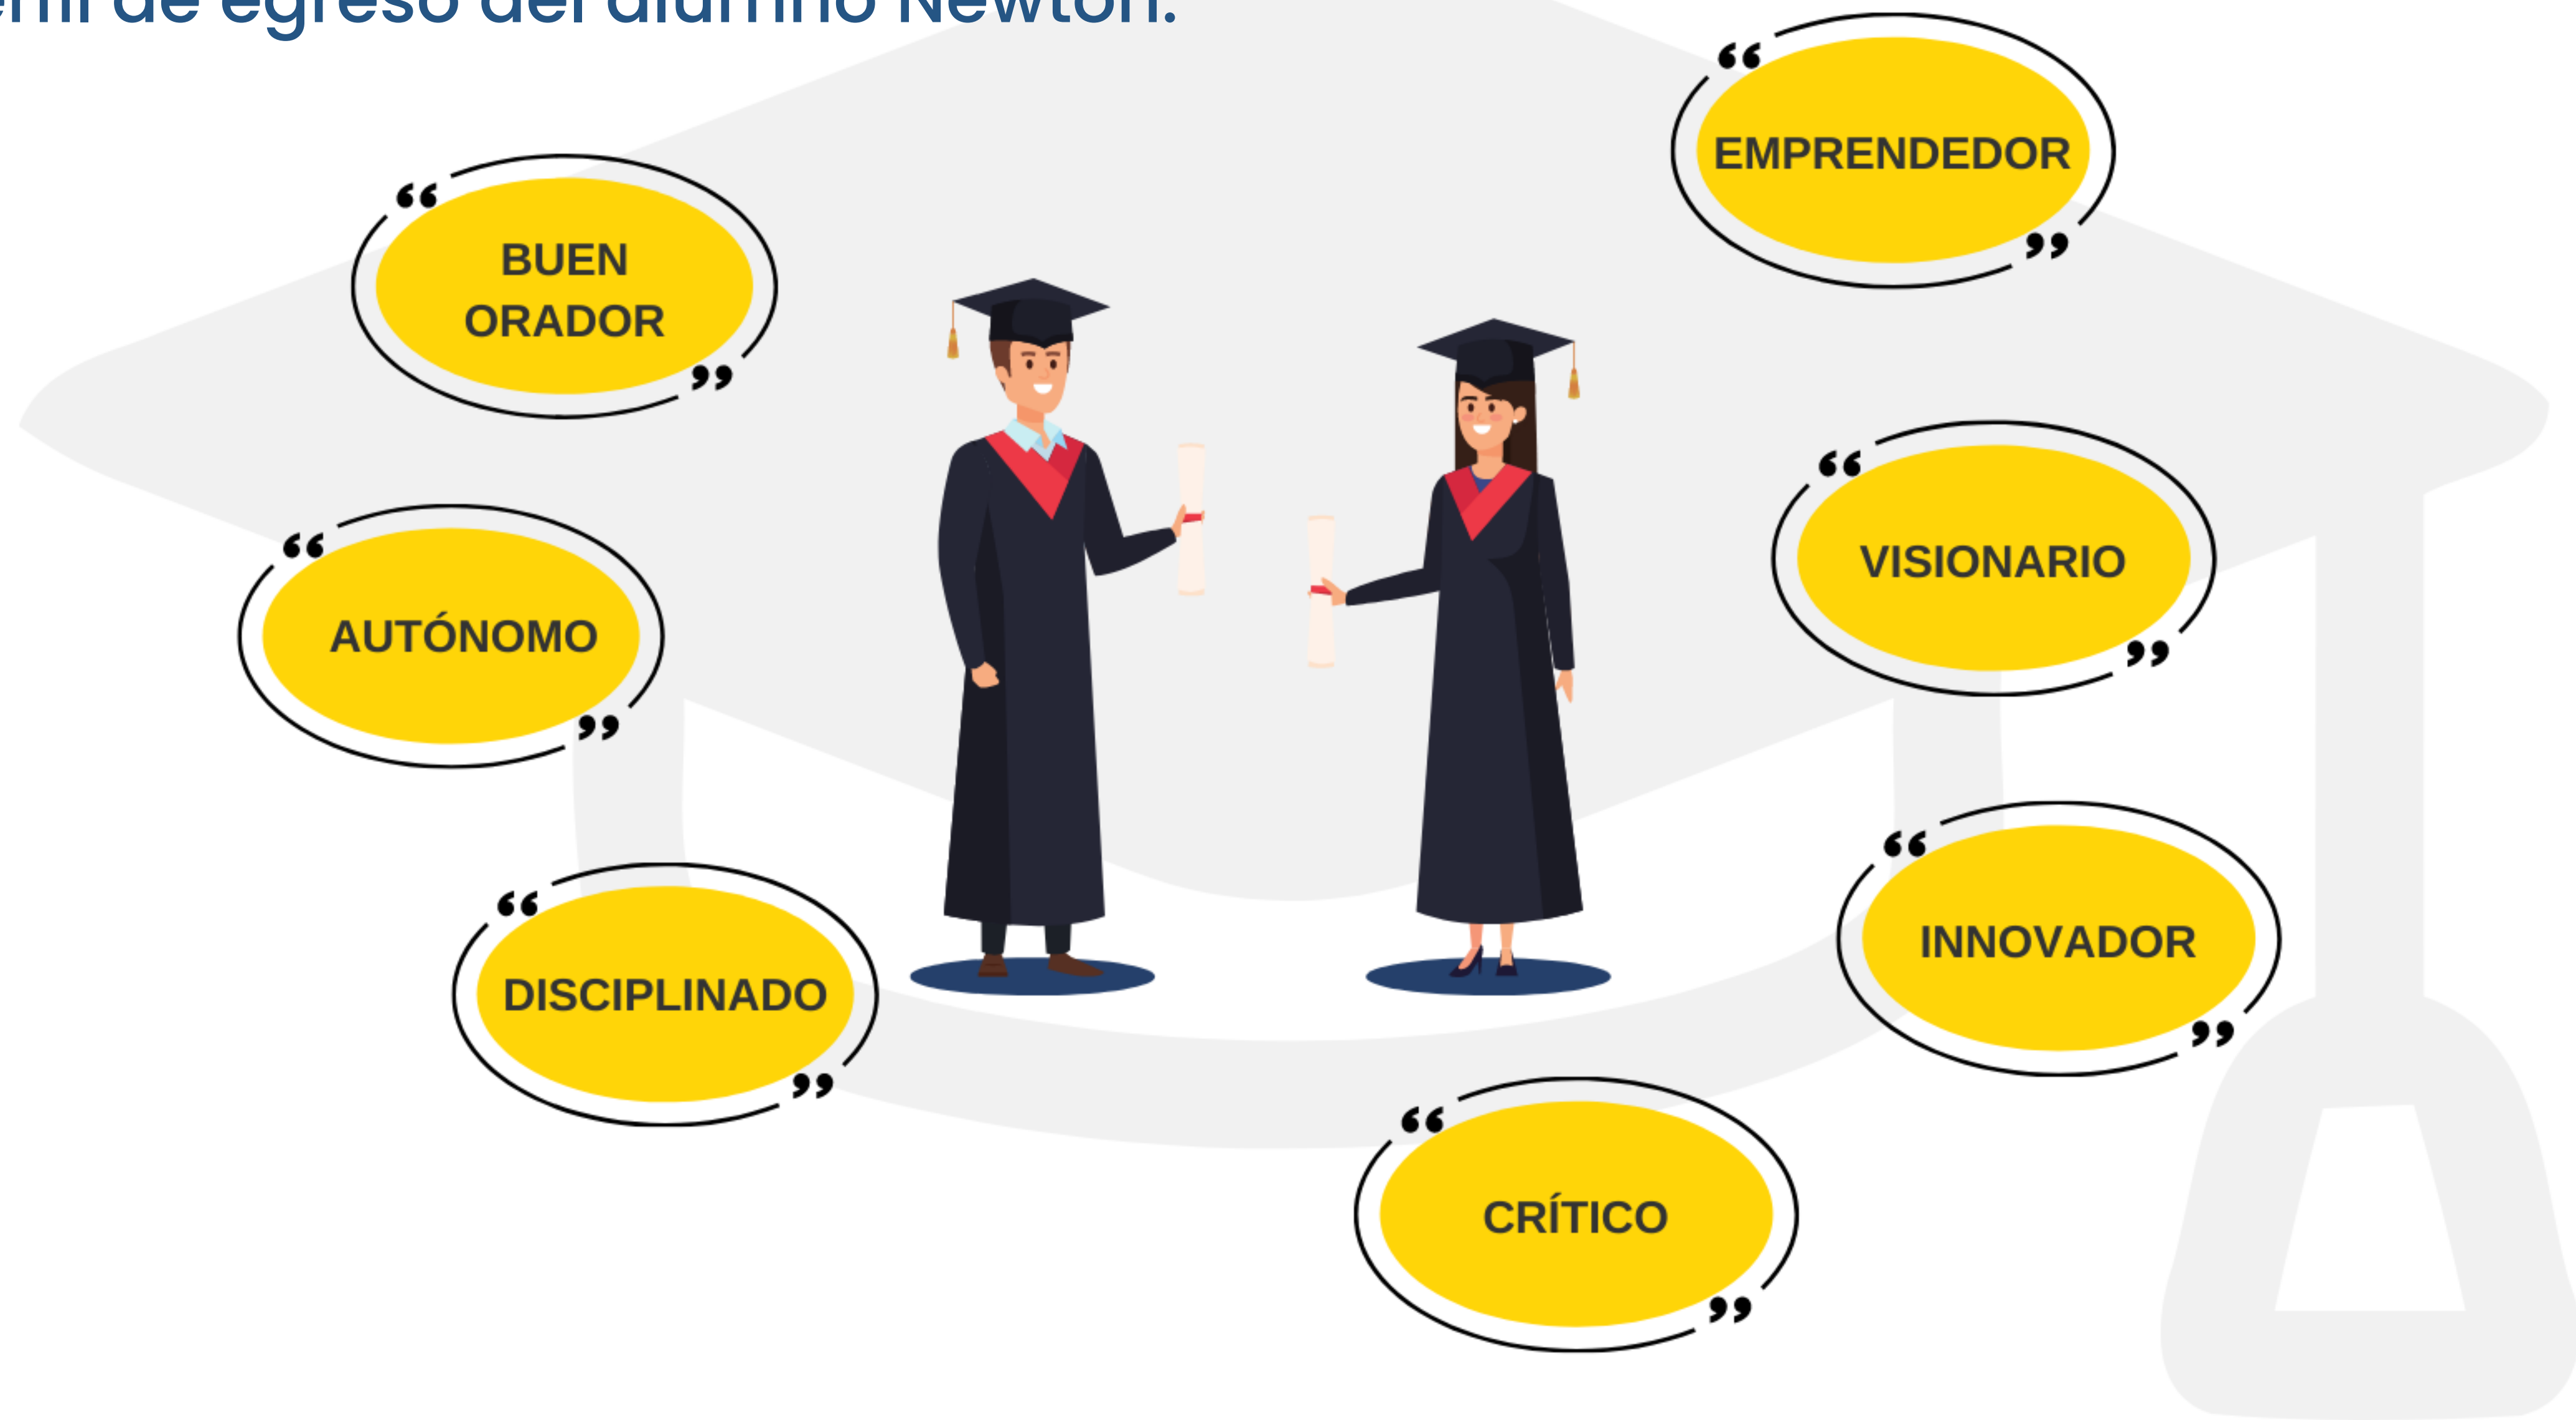 de egreso del alumno Newton.
EMPRENDEDOR
BUEN
ORADOR
VISIONARIO
AUTÓNOMO
INNOVADOR
DISCIPLINADO
CRÍTICO